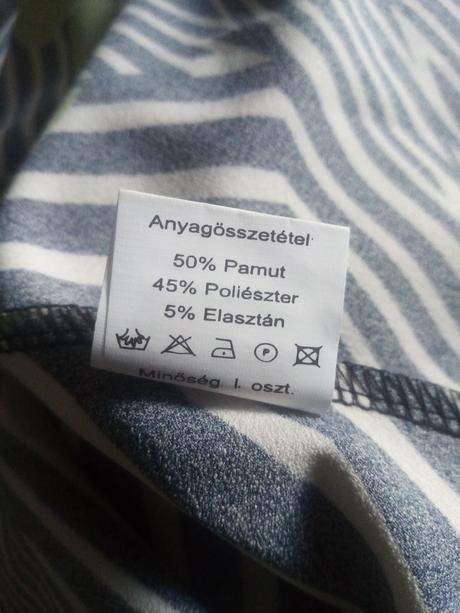 Anyagösszetétel
50% Pamut
45% Poliészter
5% Elasztán
P
Minőség. I. oszt.